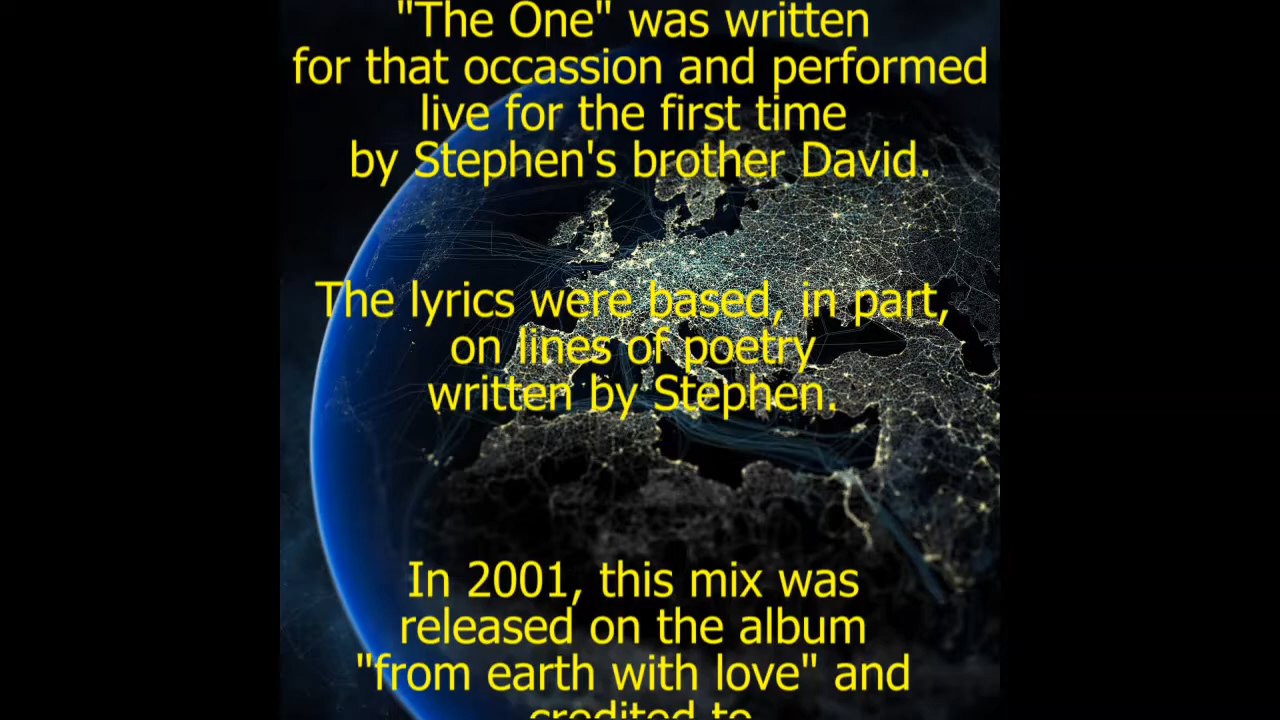 "The One" was written
for that occassion and performed
live for the first time
by Stephen's brother David.
The lyrics were based, in part,
on lines of poetry
written by Stephen.
In 2001, this mix was
released on the album
"from earth with love" and
credited to